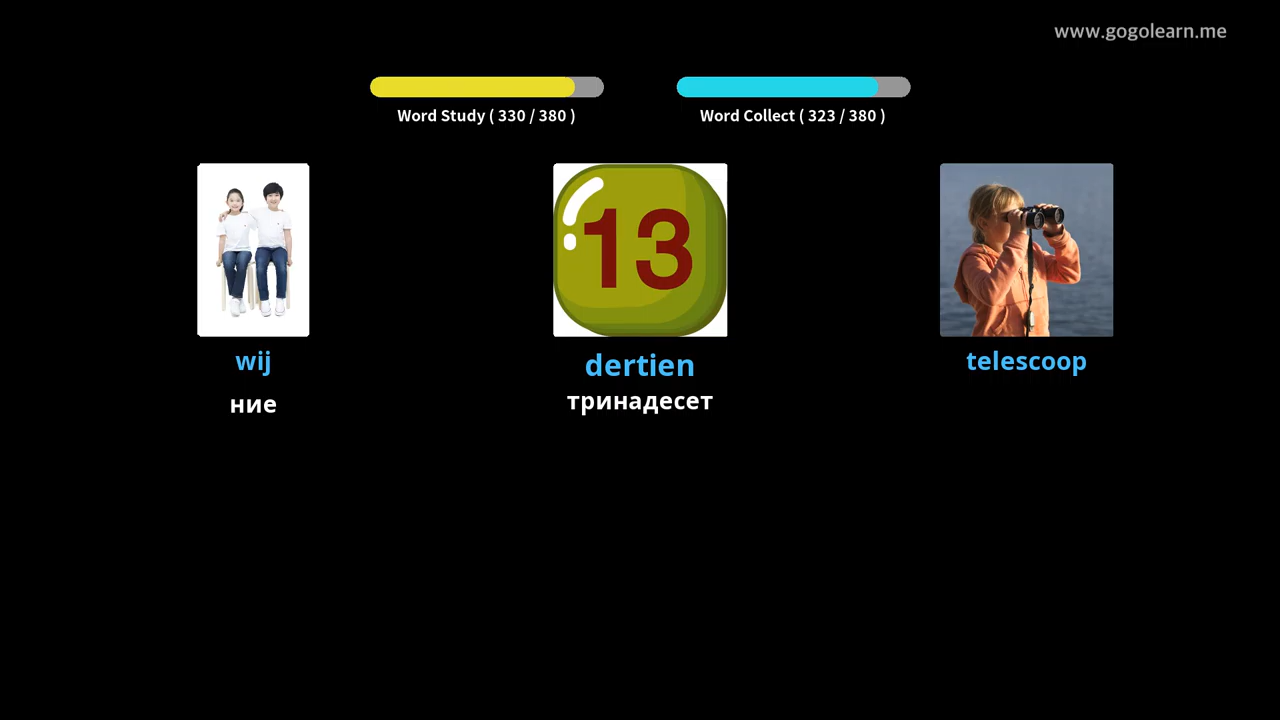 www.gogolearn.me
Word Study ( 330 / 380 )
Word Collect ( 323 / 380 )
13
wij
dertien
telescoop
ние
тринадесет